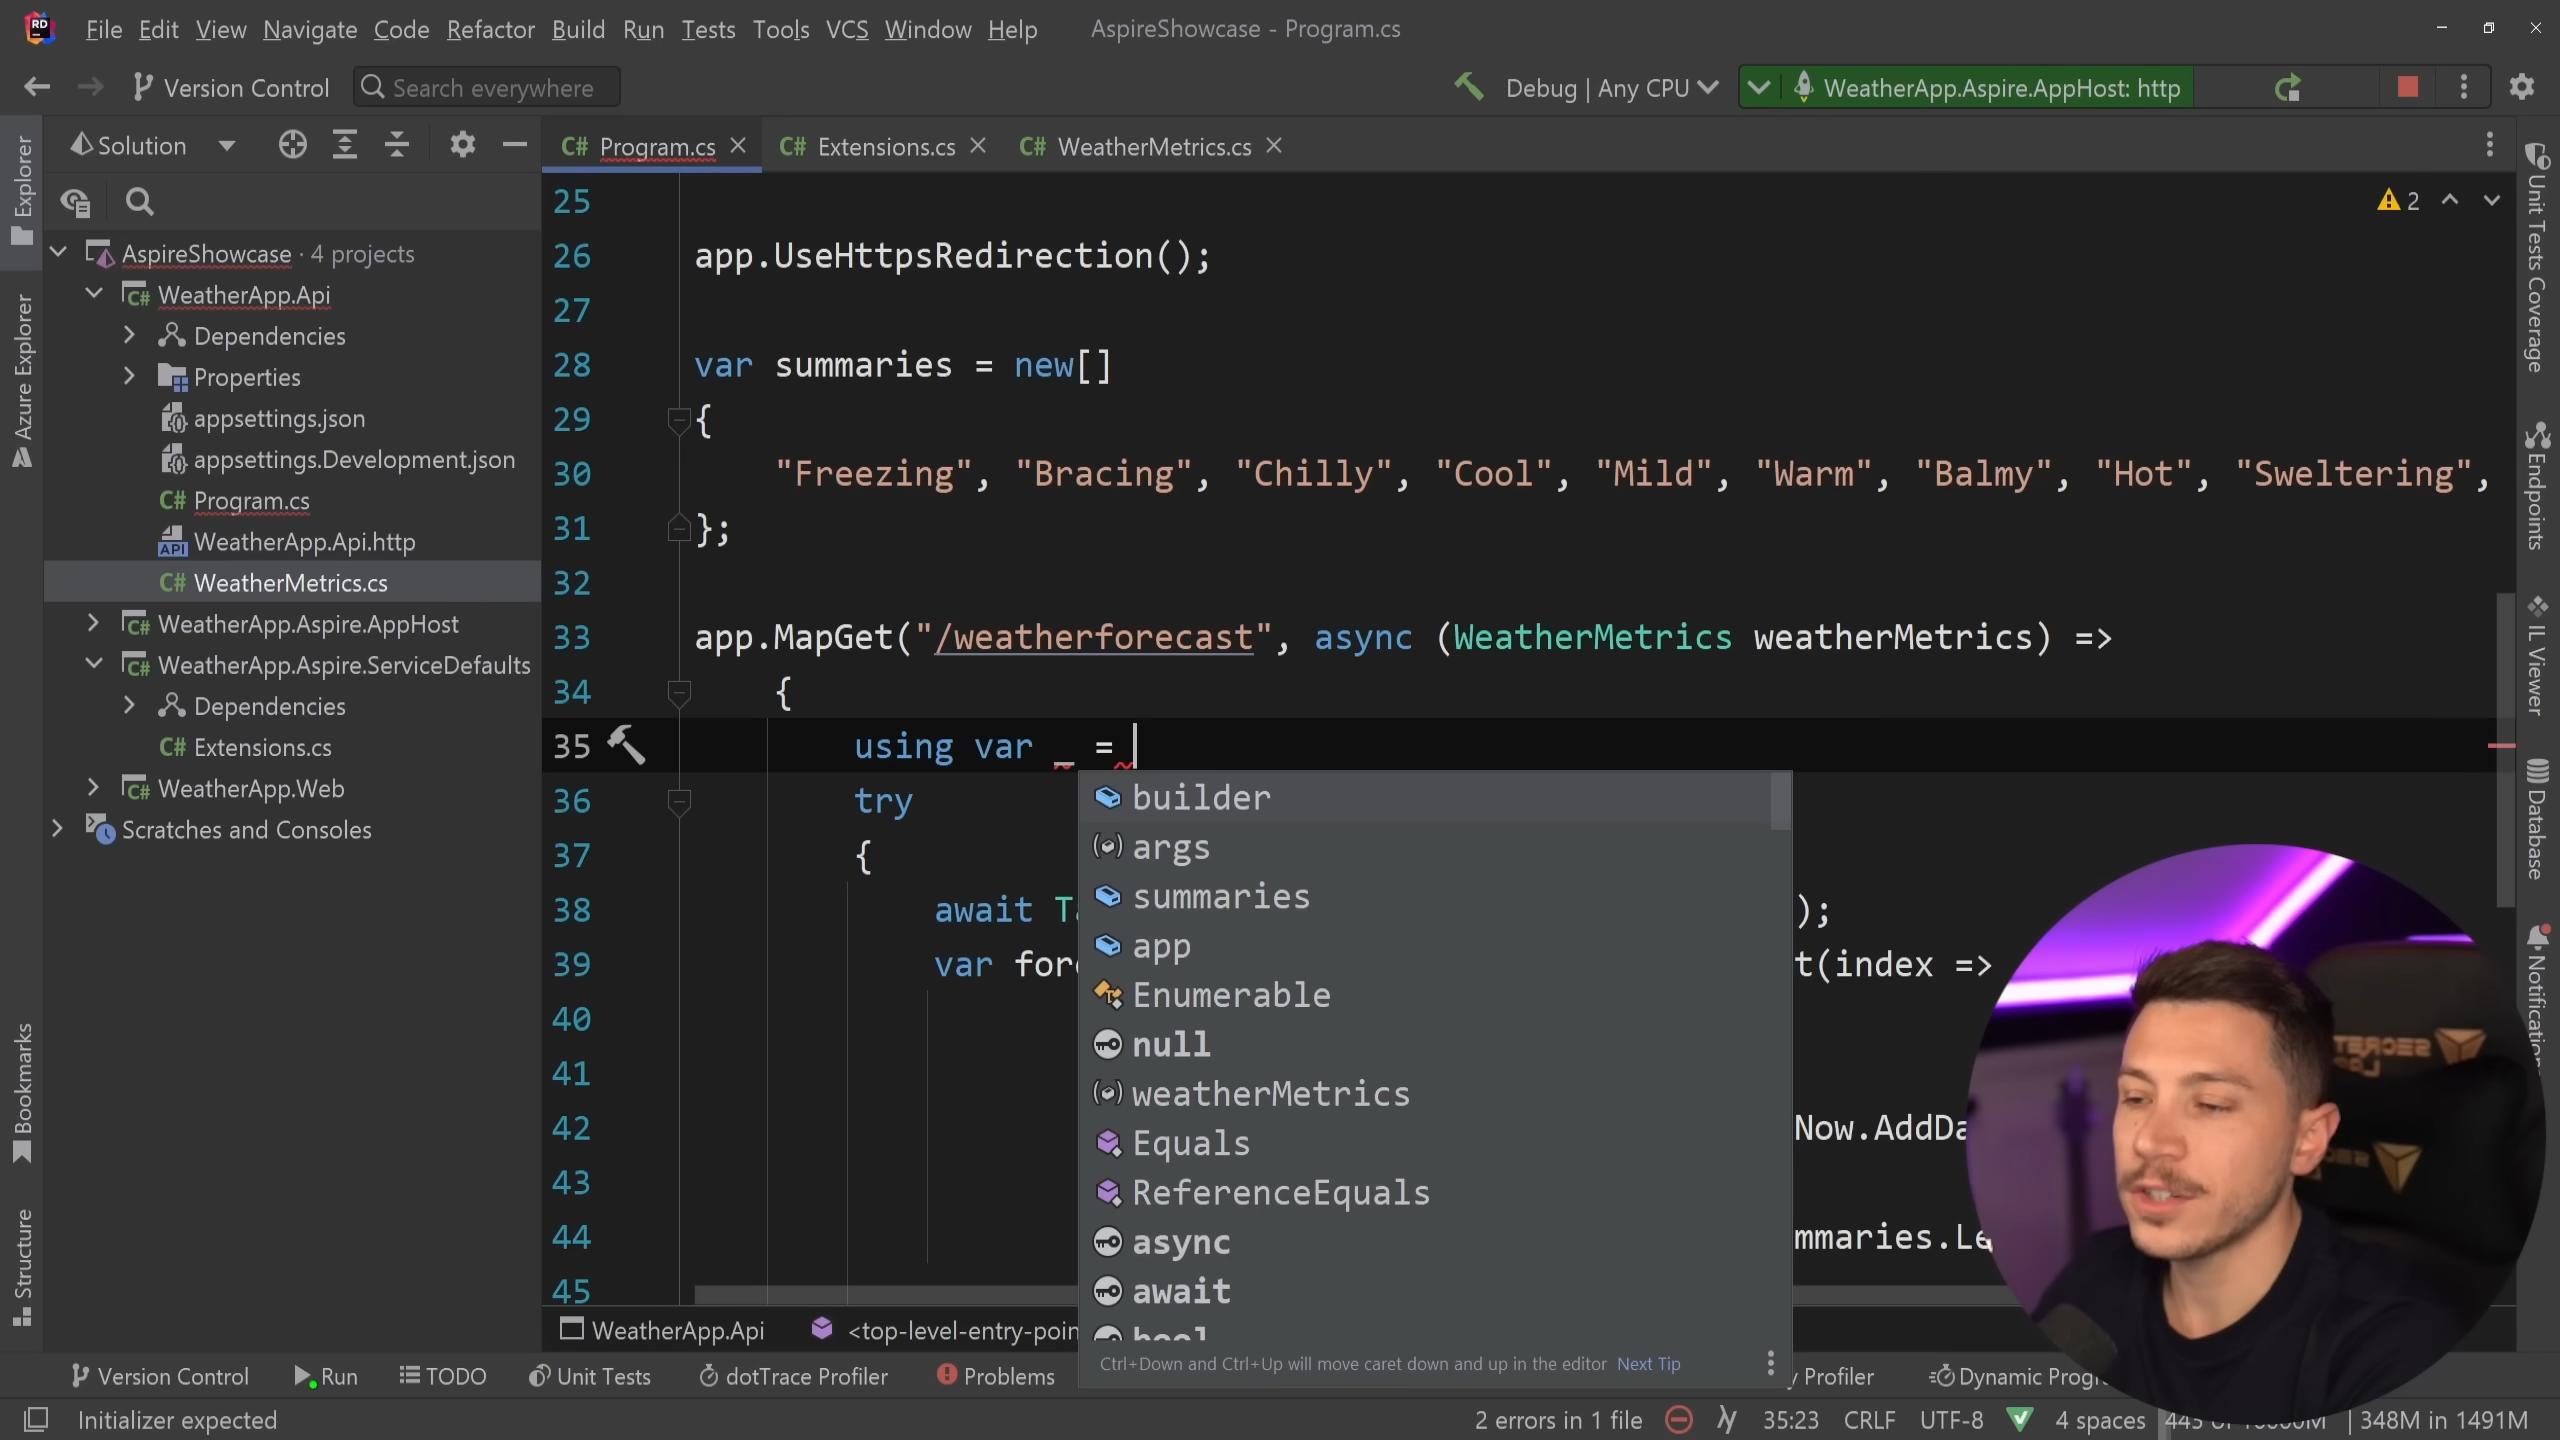 RD File Edit View Navigate Code Refactor Build Run Tests Tools VCS Window Help AspireShowcase - Program.cs
Version Control Search everywhere Debug | Any CPU WeatherApp.Aspire.AppHost: http
Solution
C# Program.cs C# Extensions.cs C# WeatherMetrics.cs
Explorer
Azure Explorer
Bookmarks
Structure
AspireShowcase · 4 projects
C# WeatherApp.Api
Dependencies
Properties
appsettings.json
appsettings.Development.json
C# Program.cs
API WeatherApp.Api.http
C# WeatherMetrics.cs
C# WeatherApp.Aspire.AppHost
C# WeatherApp.Aspire.ServiceDefaults
Dependencies
C# Extensions.cs
C# WeatherApp.Web
Scratches and Consoles
2
25
26 app.UseHttpsRedirection();
27
28 var summaries = new[]
29 {
30 "Freezing", "Bracing", "Chilly", "Cool", "Mild", "Warm", "Balmy", "Hot", "Sweltering",
31 };
32
33 app.MapGet("/weatherforecast", async (WeatherMetrics weatherMetrics) =>
34 {
35 using var _ =
36 try
37 {
38 await Ta );
39 var for t(index =>
40
41
42 Now.AddDa
43
44 mmaries.Le
45
builder
args
summaries
app
Enumerable
null
weatherMetrics
Equals
ReferenceEquals
async
await
bool
Ctrl+Down and Ctrl+Up will move caret down and up in the editor Next Tip
Unit Tests Coverage
Endpoints
IL Viewer
Database
Notifications
SECRET
LAB
WeatherApp.Api <top-level-entry-poin
Version Control Run TODO Unit Tests dotTrace Profiler Problems y Profiler Dynamic Progr
Initializer expected 2 errors in 1 file 35:23 CRLF UTF-8 4 spaces 348M in 1491M